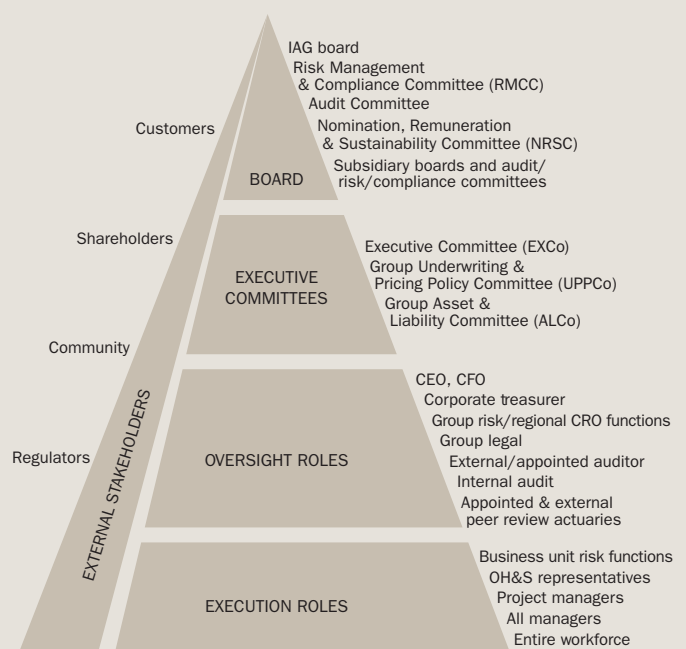 IAG board
Risk Management
& Compliance Committee (RMCC)
Audit Committee
Nomination, Remuneration
& Sustainability Committee (NRSC)
Subsidiary boards and audit/
risk/compliance committees
BOARD
Customers
Shareholders
Community
Regulators
EXTERNAL STAKEHOLDERS
EXECUTIVE
COMMITTEES
Executive Committee (EXCo)
Group Underwriting &
Pricing Policy Committee (UPPCo)
Group Asset &
Liability Committee (ALCo)
OVERSIGHT ROLES
CEO, CFO
Corporate treasurer
Group risk/regional CRO functions
Group legal
External/appointed auditor
Internal audit
Appointed & external
peer review actuaries
EXECUTION ROLES
Business unit risk functions
OH&S representatives
Project managers
All managers
Entire workforce